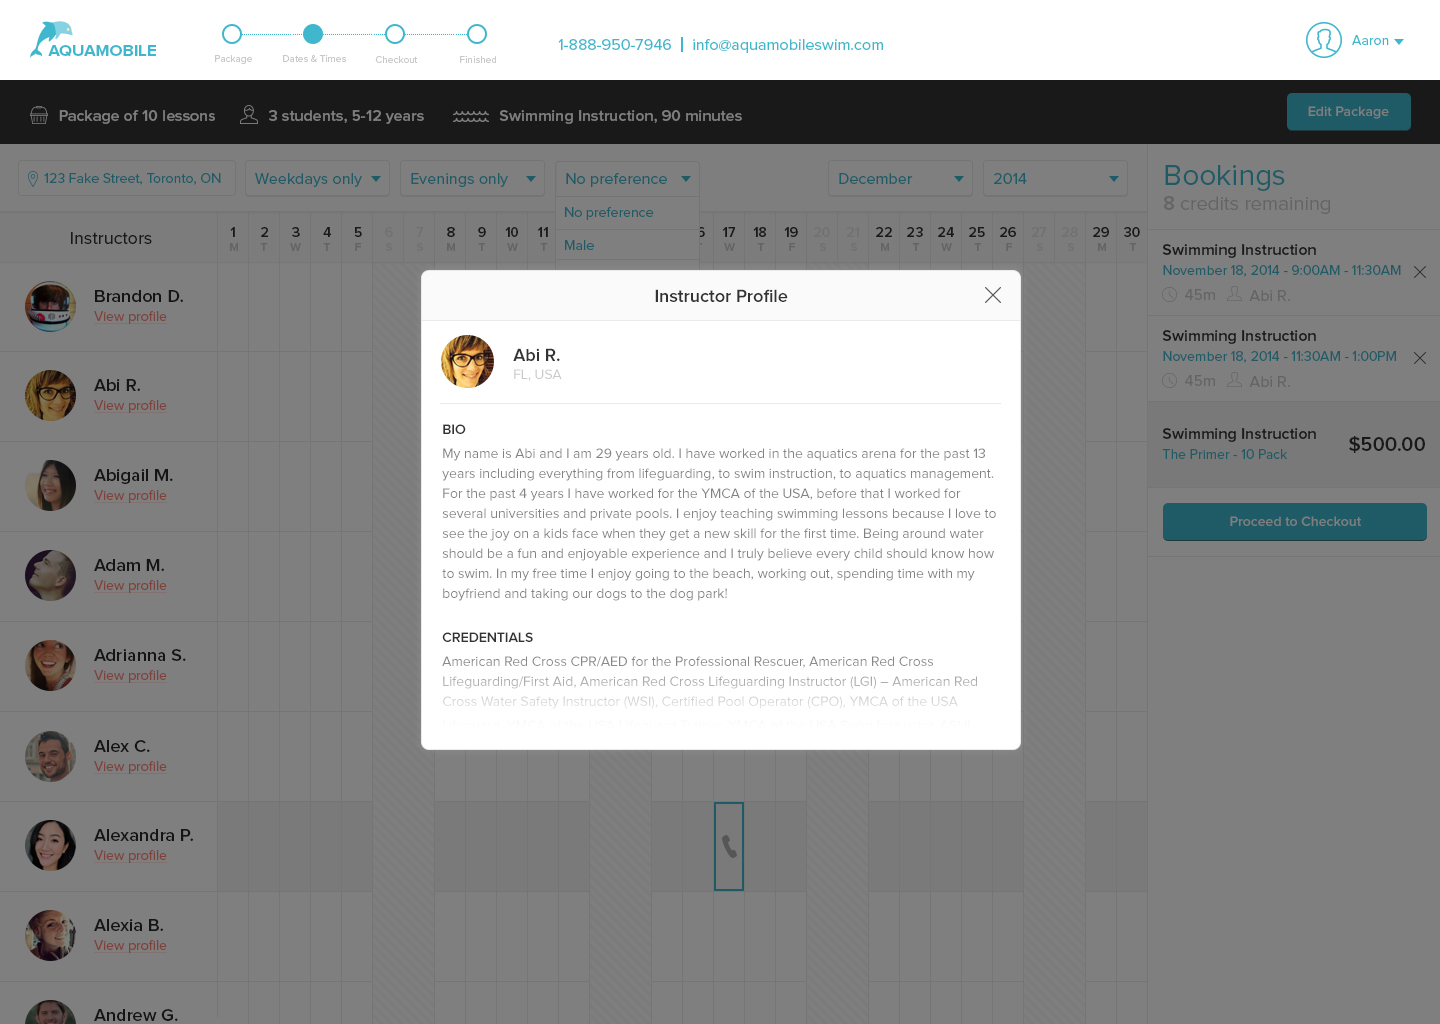 AQUAMOBILE
Package
Dates & Times
Checkout
Finished
1-888-950-7946 | info@aquamobileswim.com
Aaron
Package of 10 lessons
3 students, 5-12 years
Swimming Instruction, 90 minutes
Edit Package
123 Fake Street, Toronto, ON
Weekdays only
Evenings only
No preference
December
2014
No preference
Male
Instructors
1 2 3 4 5 6 7 8 9 10 11 6 17 18 19 20 21 22 23 24 25 26 27 28 29 30
M T W T F S S M T W T T W T F S S M T W T F S S M T
Brandon D.
View profile
Abi R.
View profile
Abigail M.
View profile
Adam M.
View profile
Adrianna S.
View profile
Alex C.
View profile
Alexandra P.
View profile
Alexia B.
View profile
Andrew G.
Instructor Profile
Abi R.
FL, USA
BIO
My name is Abi and I am 29 years old. I have worked in the aquatics arena for the past 13
years including everything from lifeguarding, to swim instruction, to aquatics management.
For the past 4 years I have worked for the YMCA of the USA, before that I worked for
several universities and private pools. I enjoy teaching swimming lessons because I love to
see the joy on a kids face when they get a new skill for the first time. Being around water
should be a fun and enjoyable experience and I truly believe every child should know how
to swim. In my free time I enjoy going to the beach, working out, spending time with my
boyfriend and taking our dogs to the dog park!
CREDENTIALS
American Red Cross CPR/AED for the Professional Rescuer, American Red Cross
Lifeguarding/First Aid, American Red Cross Lifeguarding Instructor (LGI) – American Red
Cross Water Safety Instructor (WSI), Certified Pool Operator (CPO), YMCA of the USA
Bookings
8 credits remaining
Swimming Instruction
November 18, 2014 - 9:00AM - 11:30AM
45m Abi R.
Swimming Instruction
November 18, 2014 - 11:30AM - 1:00PM
45m Abi R.
Swimming Instruction
The Primer - 10 Pack
$500.00
Proceed to Checkout